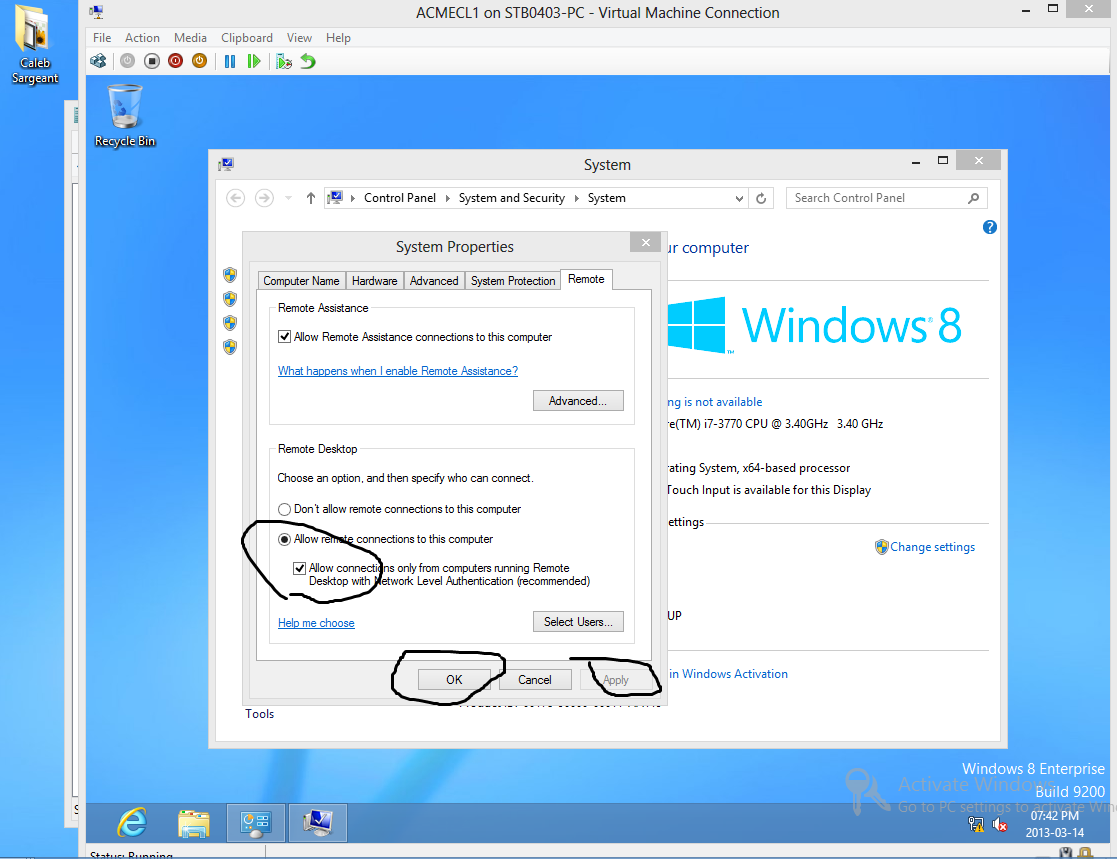 ACMECL1 on STB0403-PC - Virtual Machine Connection
File Action Media Clipboard View Help
Caleb
Sargeant
Recycle Bin
System
Control Panel System and Security System
Search Control Panel
System Properties
ur computer
Computer Name Hardware Advanced System Protection Remote
Remote Assistance
Allow Remote Assistance connections to this computer
Windows 8
What happens when I enable Remote Assistance?
Advanced...
ng is not available
re(TM) i7-3770 CPU @ 3.40GHz 3.40 GHz
Remote Desktop
rating System, x64-based processor
Choose an option, and then specify who can connect.
Touch Input is available for this Display
Don't allow remote connections to this computer
ettings
Allow remote connections to this computer
Change settings
Allow connections only from computers running Remote
Desktop with Network Level Authentication (recommended)
Help me choose
Select Users...
UP
OK Cancel Apply
in Windows Activation
Tools
Windows 8 Enterprise
Activate Windows
Build 9200
Go to PC settings to activate Win
07:42 PM
2013-03-14
Status: Running